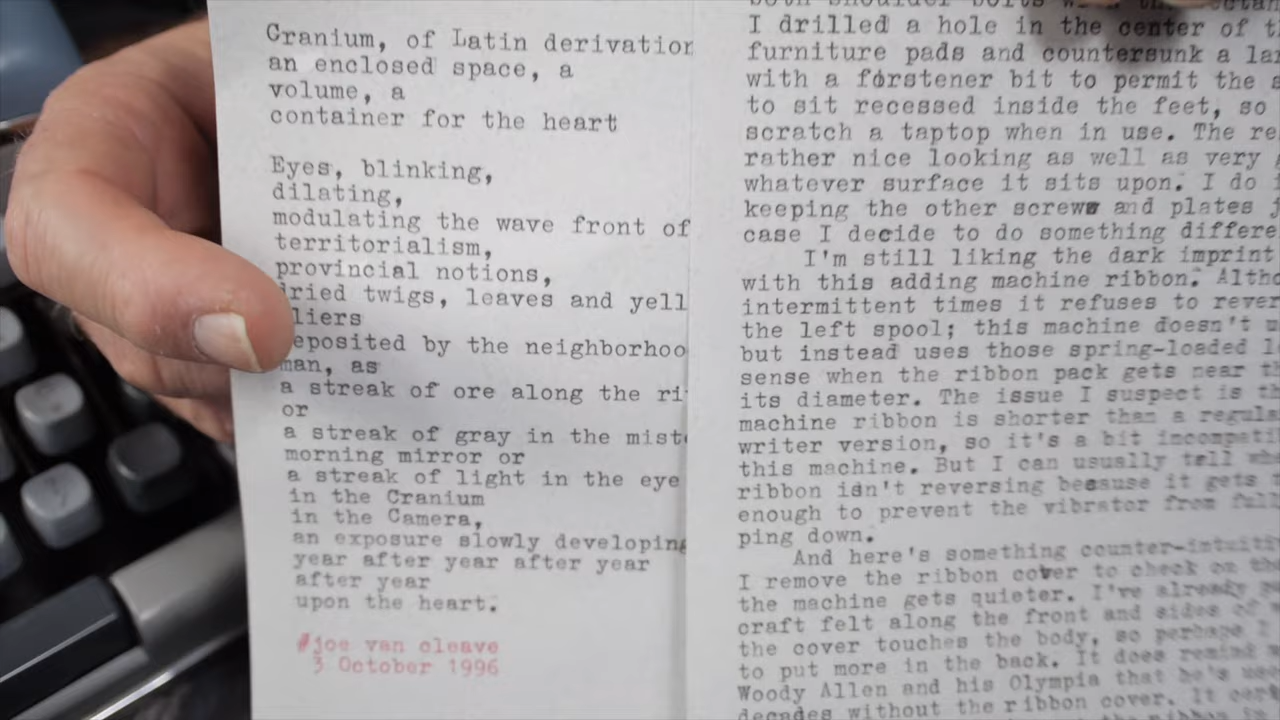 Cranium, of Latin derivation
an enclosed space, a
volume, a
container for the heart
Eyes, blinking,
dilating,
modulating the wave front of
territorialism,
provincial notions,
dried twigs, leaves and yell
liers
eposited by the neighborhoo
man, as
a streak of ore along the ri
or
a streak of gray in the mist
morning mirror or
a streak of light in the eye
in the Cranium
in the Camera,
an exposure slowly developing
year after year after year
after year
upon the heart.
#joe van cleave
3 October 1996
both shoulder bolts
I drilled a hole in the center of t
furniture pads and countersunk a la
with a forstener bit to permit the s
to sit recessed inside the feet, so
scratch a taptop when in use. The re
rather nice looking as well as very
whatever surface it sits upon. I do
keeping the other screws and plates
case I decide to do something differe
I'm still liking the dark imprint
with this adding machine ribbon. Altho
intermittent times it refuses to rever
the left spool; this machine doesn't u
but instead uses those spring-loaded l
sense when the ribbon pack gets near th
its diameter. The issue I suspect is th
machine ribbon is shorter than a regula
writer version, so it's a bit incompati
this machine. But I can usually tell wh
ribbon isn't reversing because it gets
enough to prevent the vibrator from full
ping down.
And here's something counter-intuiti
I remove the ribbon cover to check on the
the machine gets quieter. I've already
craft felt along the front and sides of
the cover touches the body, so perhaps I
to put more in the back. It does remind
Woody Allen and his Olympia that he's
decades without the ribbon cover. It